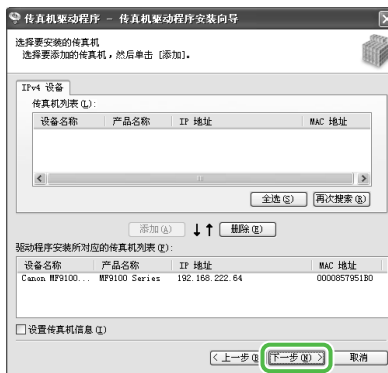 传真机驱动程序 - 传真机驱动程序安装向导
选择要安装的传真机
选择要添加的传真机，然后单击 [添加]。
IPv4 设备
传真机列表(L):
设备名称 产品名称 IP 地址 MAC 地址
全选(S) 再次搜索(R)
添加(A) ↓↑ 删除(E)
驱动程序安装所对应的传真机列表(P):
设备名称 产品名称 IP 地址 MAC 地址
Canon MF9100... MF9100 Series 192.168.222.64 0000857951B0
设置传真机信息(I)
< 上一步(B 下一步(N) > 取消